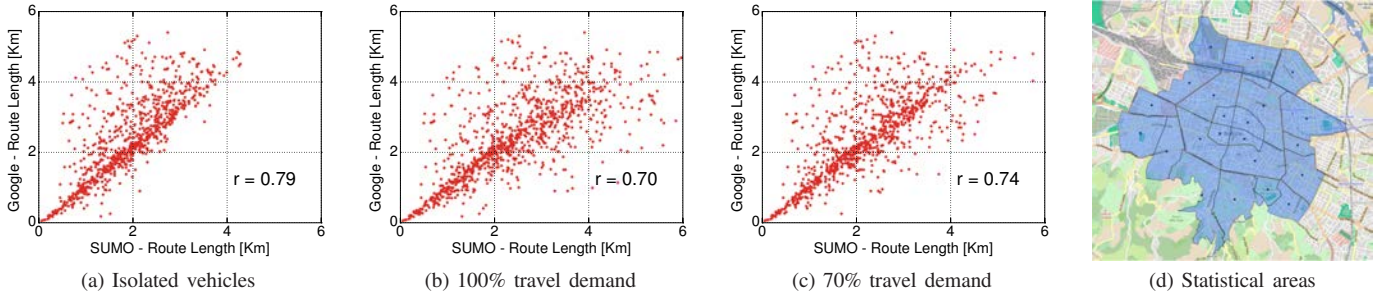 Google - Route Length [Km]
6
4
2
0
r = 0.79
0 2 4 6
SUMO - Route Length [Km]
(a) Isolated vehicles
Google - Route Length [Km]
6
4
2
0
r = 0.70
0 2 4 6
SUMO - Route Length [Km]
(b) 100% travel demand
Google - Route Length [Km]
6
4
2
0
r = 0.74
0 2 4 6
SUMO - Route Length [Km]
(c) 70% travel demand
(d) Statistical areas